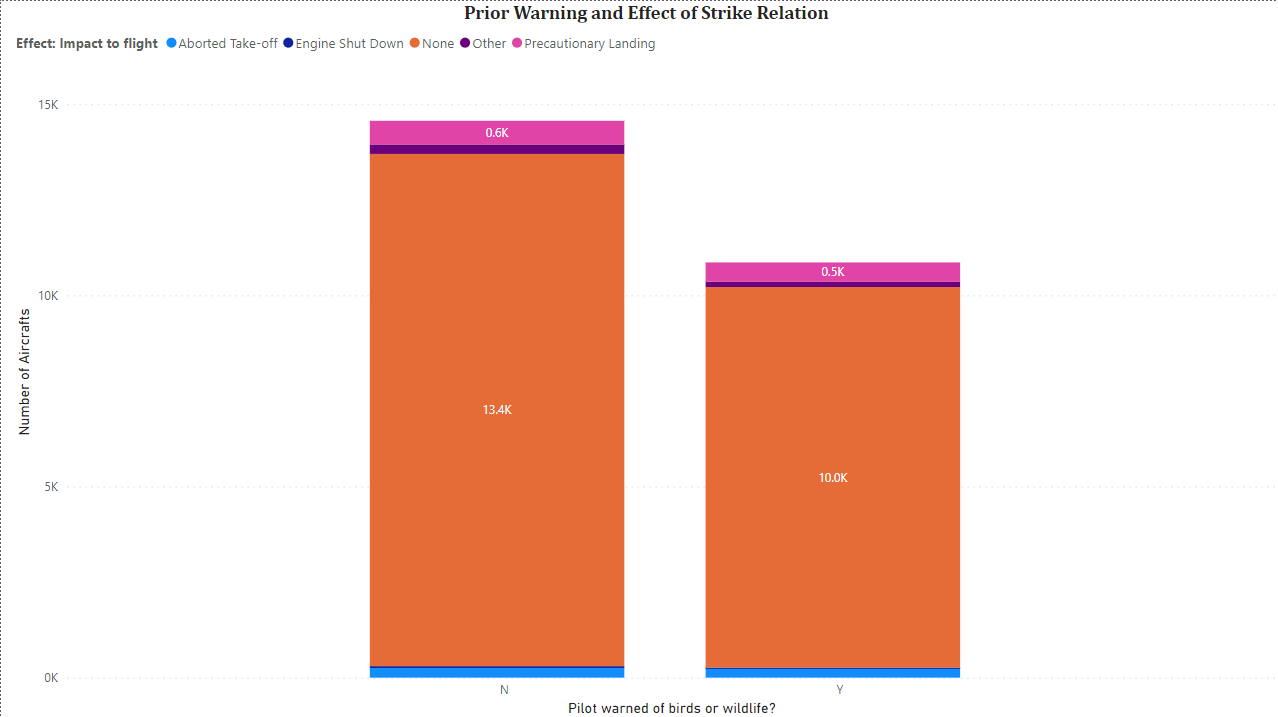 Prior Warning and Effect of Strike Relation
Effect: Impact to flight Aborted Take-off Engine Shut Down None Other Precautionary Landing
15K
10K
5K
0K
Number of Aircrafts
0.6K
13.4K
0.5K
10.0K
N Y
Pilot warned of birds or wildlife?